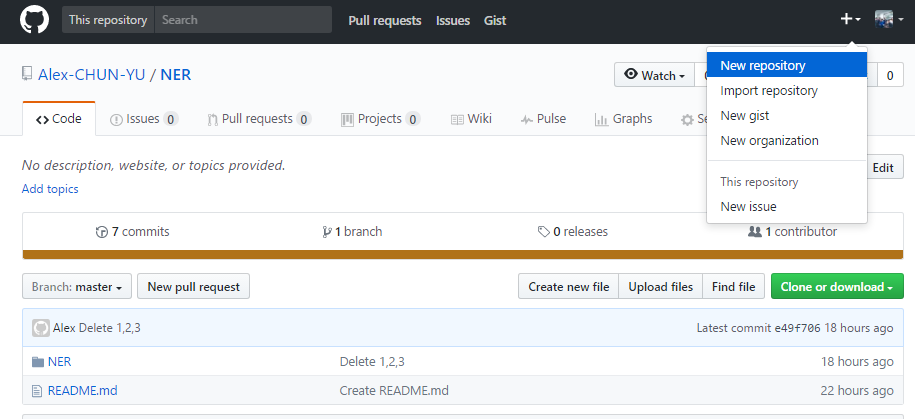 This repository Search Pull requests Issues Gist
Alex-CHUN-YU / NER Watch 0
New repository
Import repository
New gist
New organization
This repository
New issue
Code Issues 0 Pull requests 0 Projects 0 Wiki Pulse Graphs
No description, website, or topics provided. Edit
Add topics
7 commits 1 branch 0 releases 1 contributor
Branch: master New pull request Create new file Upload files Find file Clone or download
Alex Delete 1,2,3 Latest commit e49f706 18 hours ago
NER Delete 1,2,3 18 hours ago
README.md Create README.md 22 hours ago